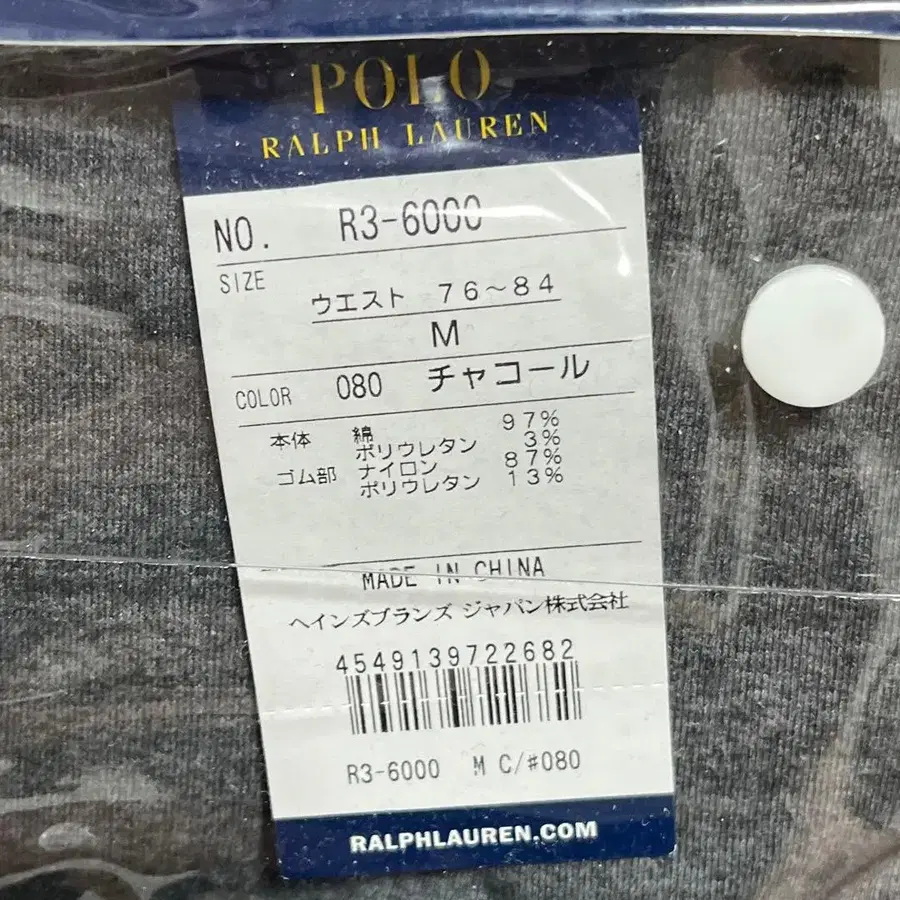 POLO
RALPH LAUREN
NO. R3-6000
SIZE
ウエスト 76～84
M
COLOR 080 チャコール
本体 綿 97%
ポリウレタン 3%
ゴム部 ナイロン 87%
ポリウレタン 13%
MADE IN CHINA
ヘインズブランズ ジャパン株式会社
4549139722682
R3-6000 M C/#080
RALPHLAUREN.COM